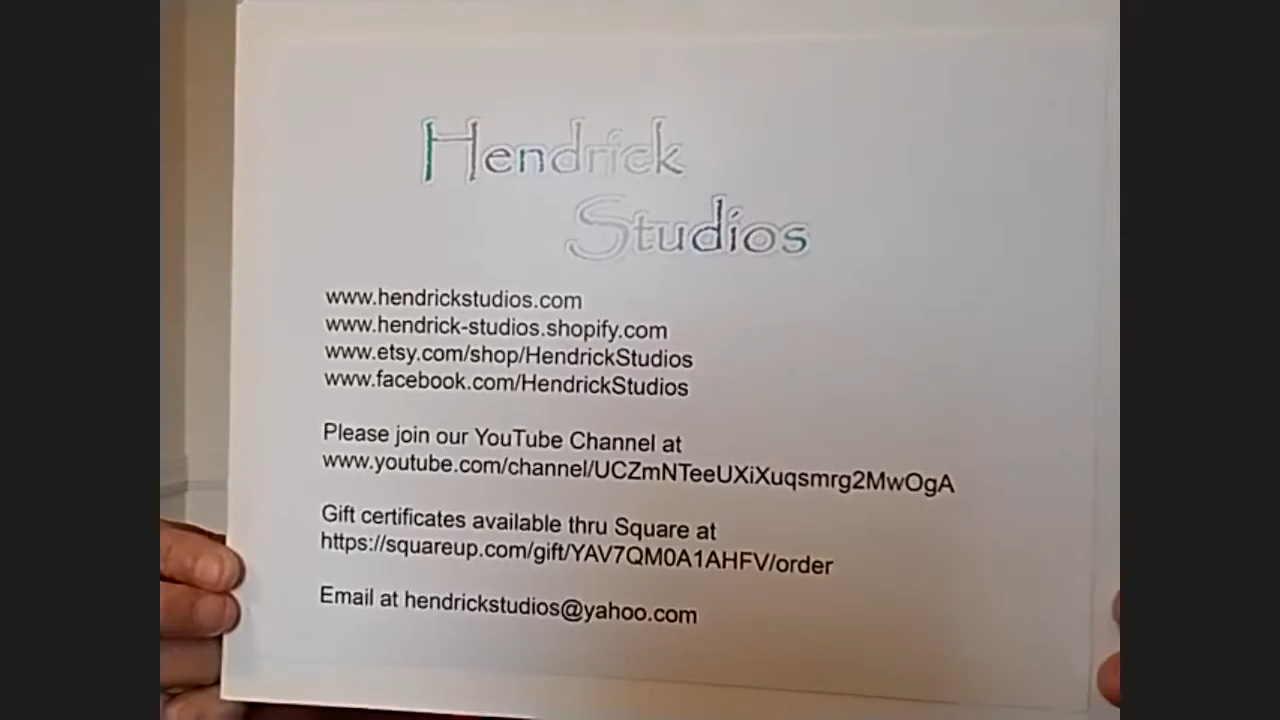 Hendrick
Studios
www.hendrickstudios.com
www.hendrick-studios.shopify.com
www.etsy.com/shop/HendrickStudios
www.facebook.com/HendrickStudios
Please join our YouTube Channel at
www.youtube.com/channel/UCZmNTeeUXiXuqsmrg2MwOgA
Gift certificates available thru Square at
https://squareup.com/gift/YAV7QM0A1AHFV/order
Email at hendrickstudios@yahoo.com